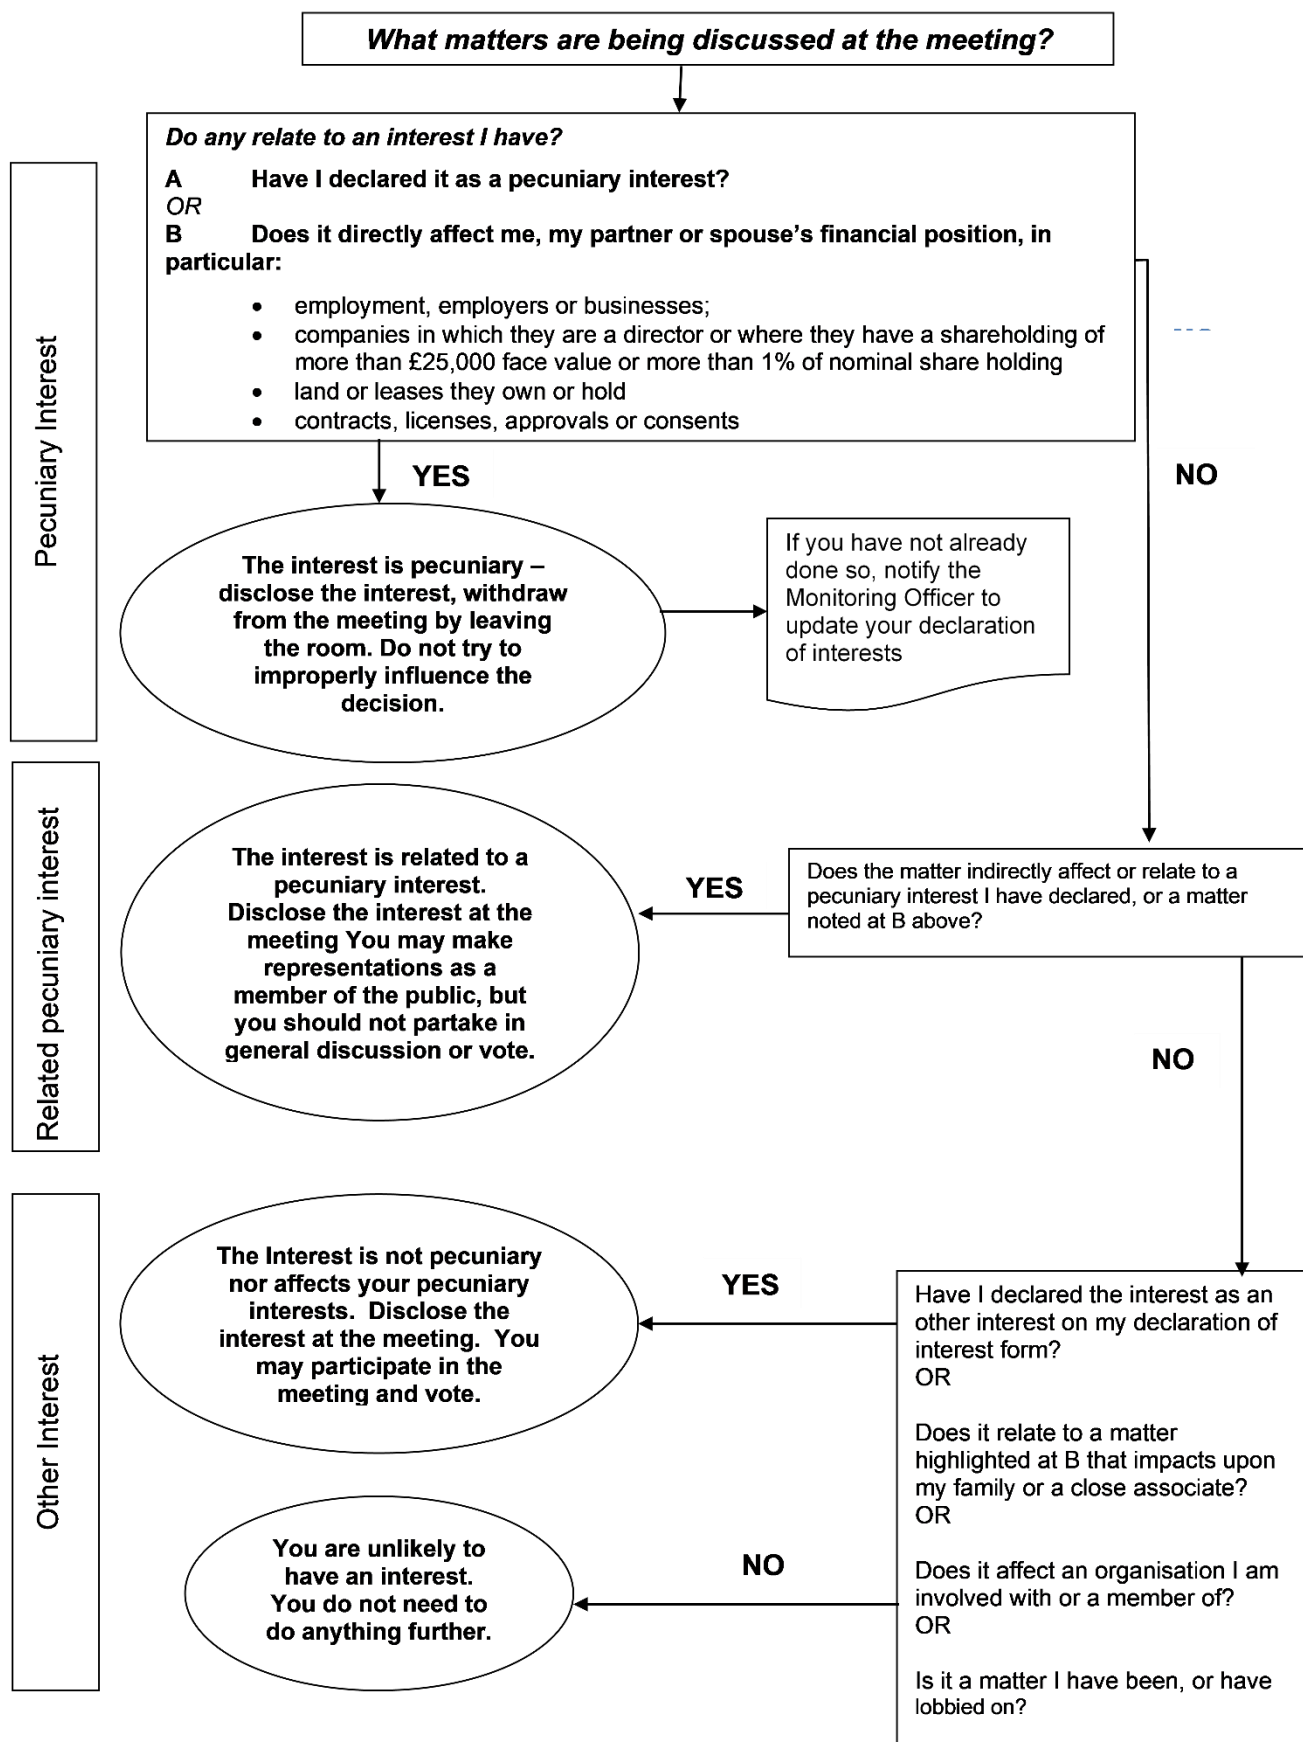 What matters are being discussed at the meeting?
Do any relate to an interest I have?
A Have I declared it as a pecuniary interest?
OR
B Does it directly affect me, my partner or spouse's financial position, in
particular:
• employment, employers or businesses;
• companies in which they are a director or where they have a shareholding of
more than £25,000 face value or more than 1% of nominal share holding
• land or leases they own or hold
• contracts, licenses, approvals or consents
Pecuniary Interest
YES
NO
The interest is pecuniary –
disclose the interest, withdraw
from the meeting by leaving
the room. Do not try to
improperly influence the
decision.
If you have not already
done so, notify the
Monitoring Officer to
update your declaration
of interests
Related pecuniary interest
The interest is related to a
pecuniary interest.
Disclose the interest at the
meeting You may make
representations as a
member of the public, but
you should not partake in
general discussion or vote.
YES
Does the matter indirectly affect or relate to a
pecuniary interest I have declared, or a matter
noted at B above?
NO
Other Interest
The Interest is not pecuniary
nor affects your pecuniary
interests. Disclose the
interest at the meeting. You
may participate in the
meeting and vote.
YES
Have I declared the interest as an
other interest on my declaration of
interest form?
OR
Does it relate to a matter
highlighted at B that impacts upon
my family or a close associate?
OR
Does it affect an organisation I am
involved with or a member of?
OR
Is it a matter I have been, or have
lobbied on?
NO
You are unlikely to
have an interest.
You do not need to
do anything further.